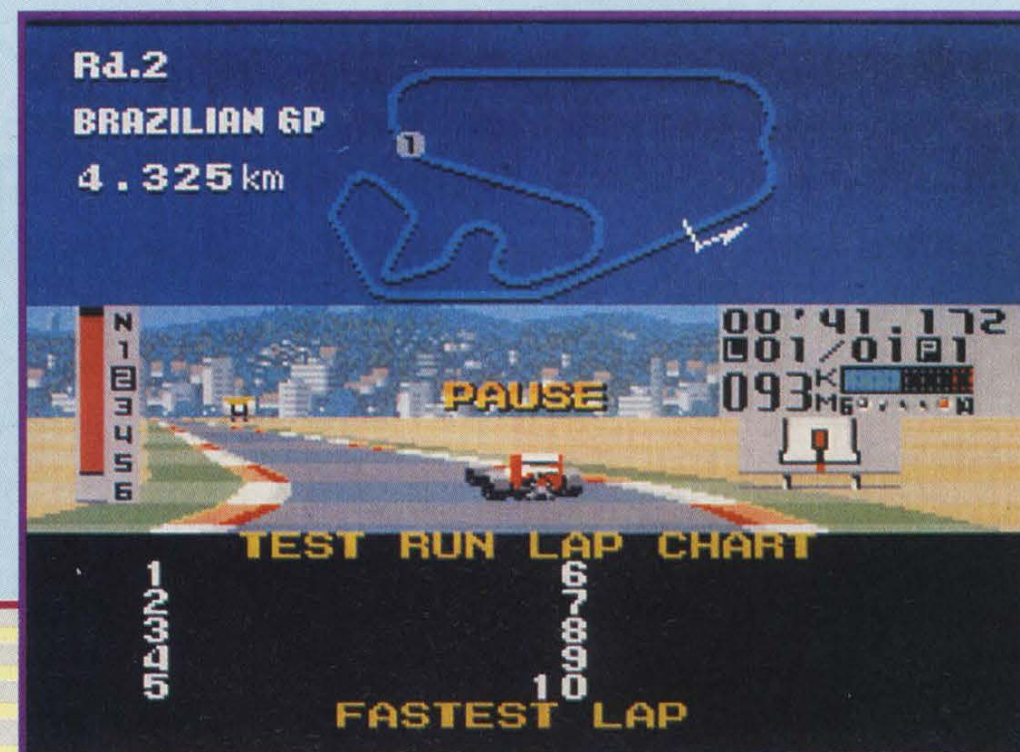 Rd.2
BRAZILIAN GP
4.325km
1
N
1
2
3
4
5
6
00'41.172
L01/01P1
093KM
PAUSE
TEST RUN LAP CHART
1
2
3
4
5
6
7
8
9
10
FASTEST LAP